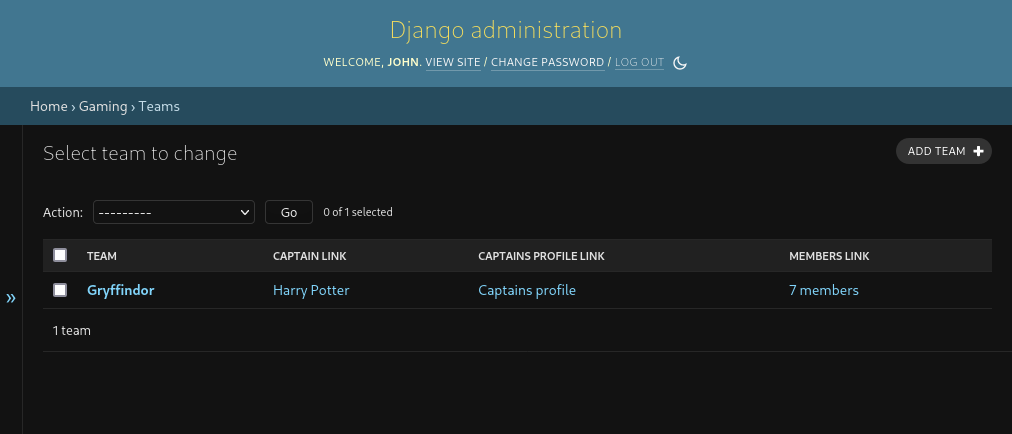 Django administration
WELCOME, JOHN. VIEW SITE / CHANGE PASSWORD / LOG OUT
Home › Gaming › Teams
Select team to change
ADD TEAM +
Action: --------- Go 0 of 1 selected
TEAM CAPTAIN LINK CAPTAINS PROFILE LINK MEMBERS LINK
»
Gryffindor Harry Potter Captains profile 7 members
1 team